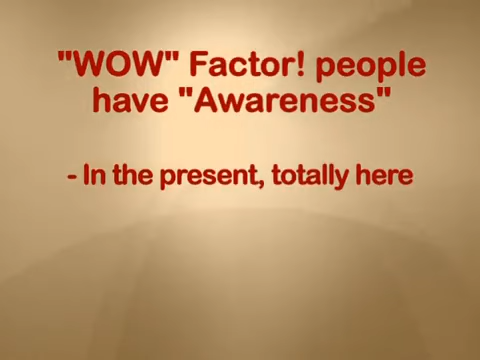 "WOW" Factor! people
have "Awareness"
- In the present, totally here